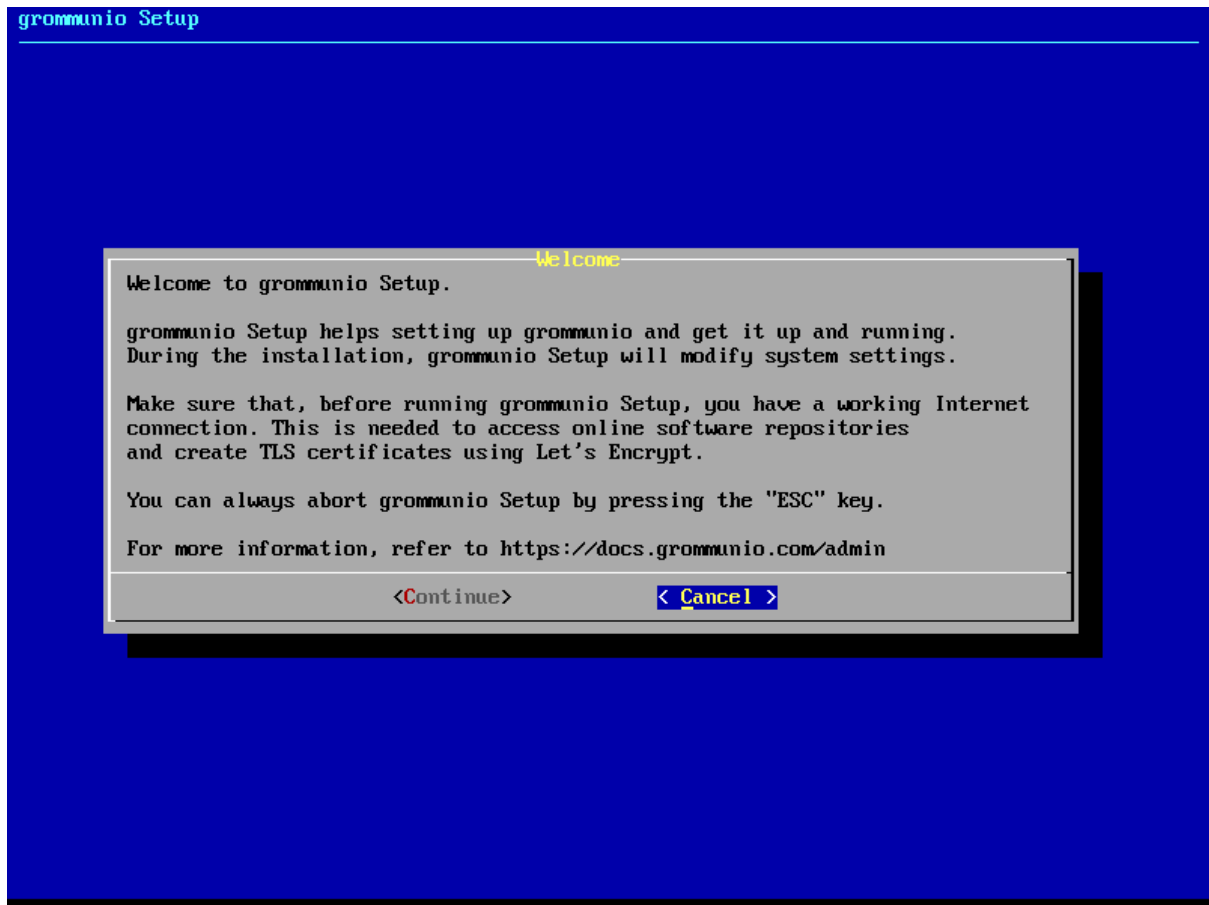 grommunio Setup
Welcome
Welcome to grommunio Setup.
grommunio Setup helps setting up grommunio and get it up and running.
During the installation, grommunio Setup will modify system settings.
Make sure that, before running grommunio Setup, you have a working Internet
connection. This is needed to access online software repositories
and create TLS certificates using Let's Encrypt.
You can always abort grommunio Setup by pressing the "ESC" key.
For more information, refer to https://docs.grommunio.com/admin
<Continue> < Cancel >